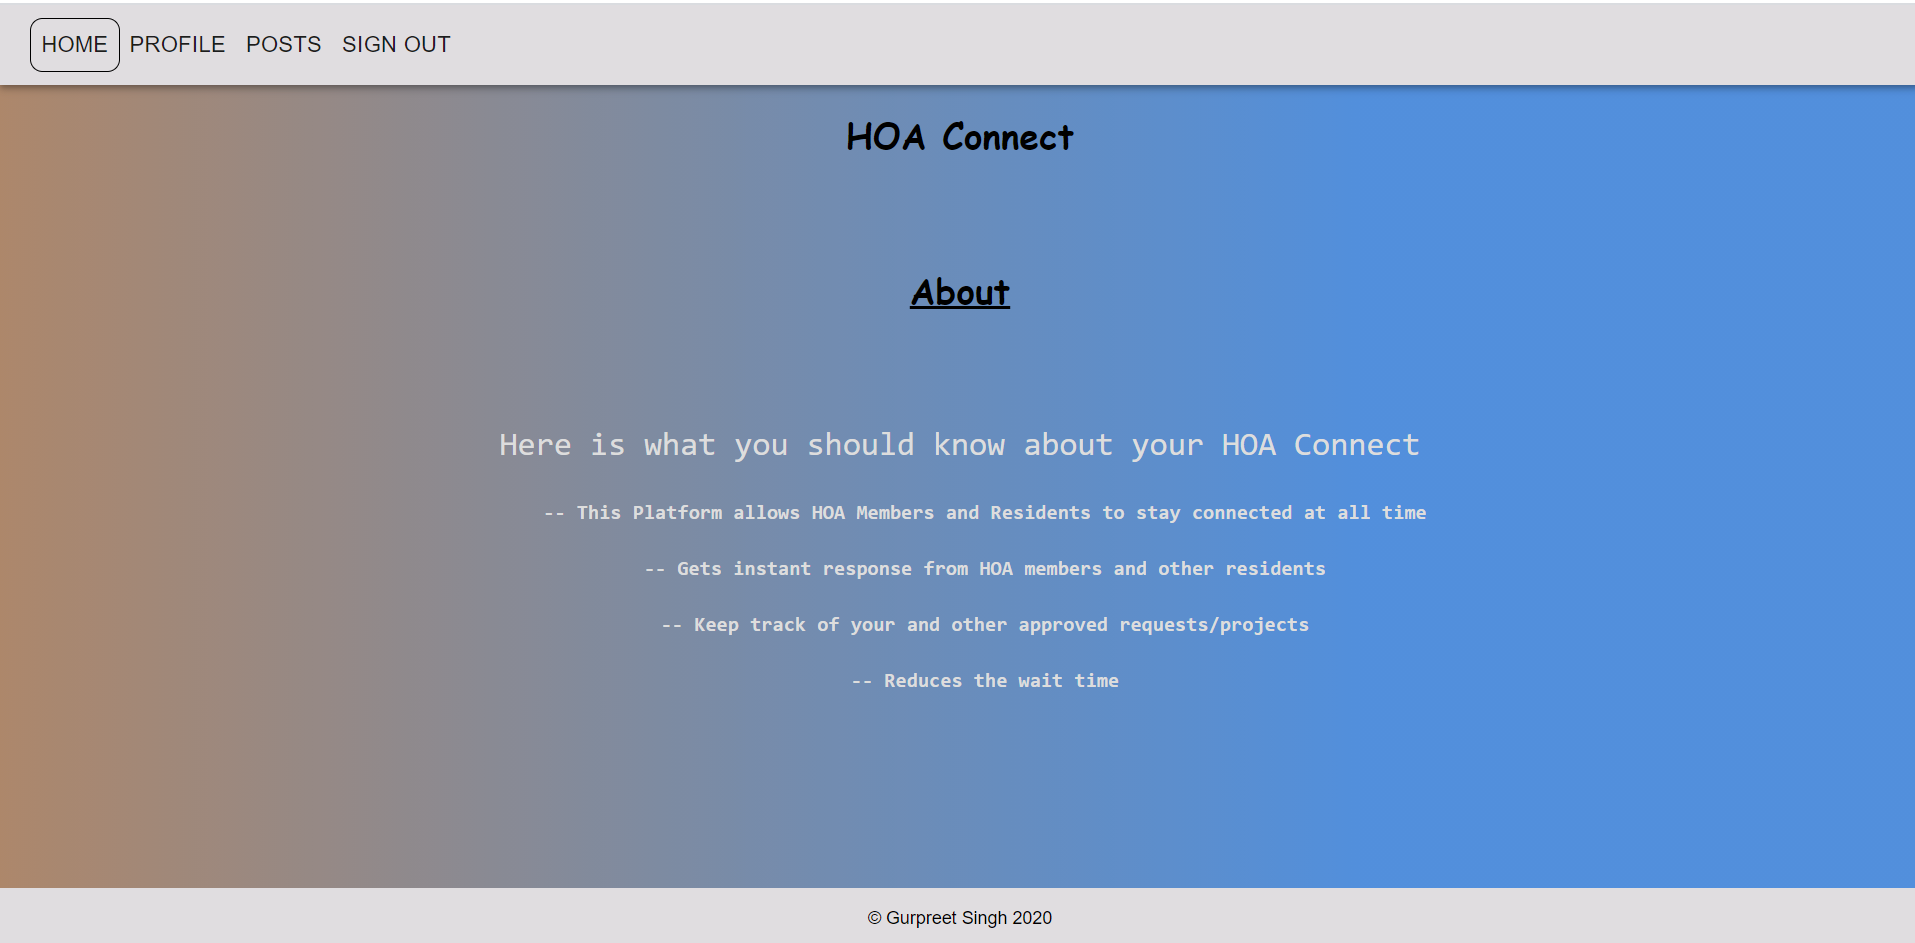 HOME PROFILE POSTS SIGN OUT
HOA Connect
About
Here is what you should know about your HOA Connect
-- This Platform allows HOA Members and Residents to stay connected at all time
-- Gets instant response from HOA members and other residents
-- Keep track of your and other approved requests/projects
-- Reduces the wait time
© Gurpreet Singh 2020